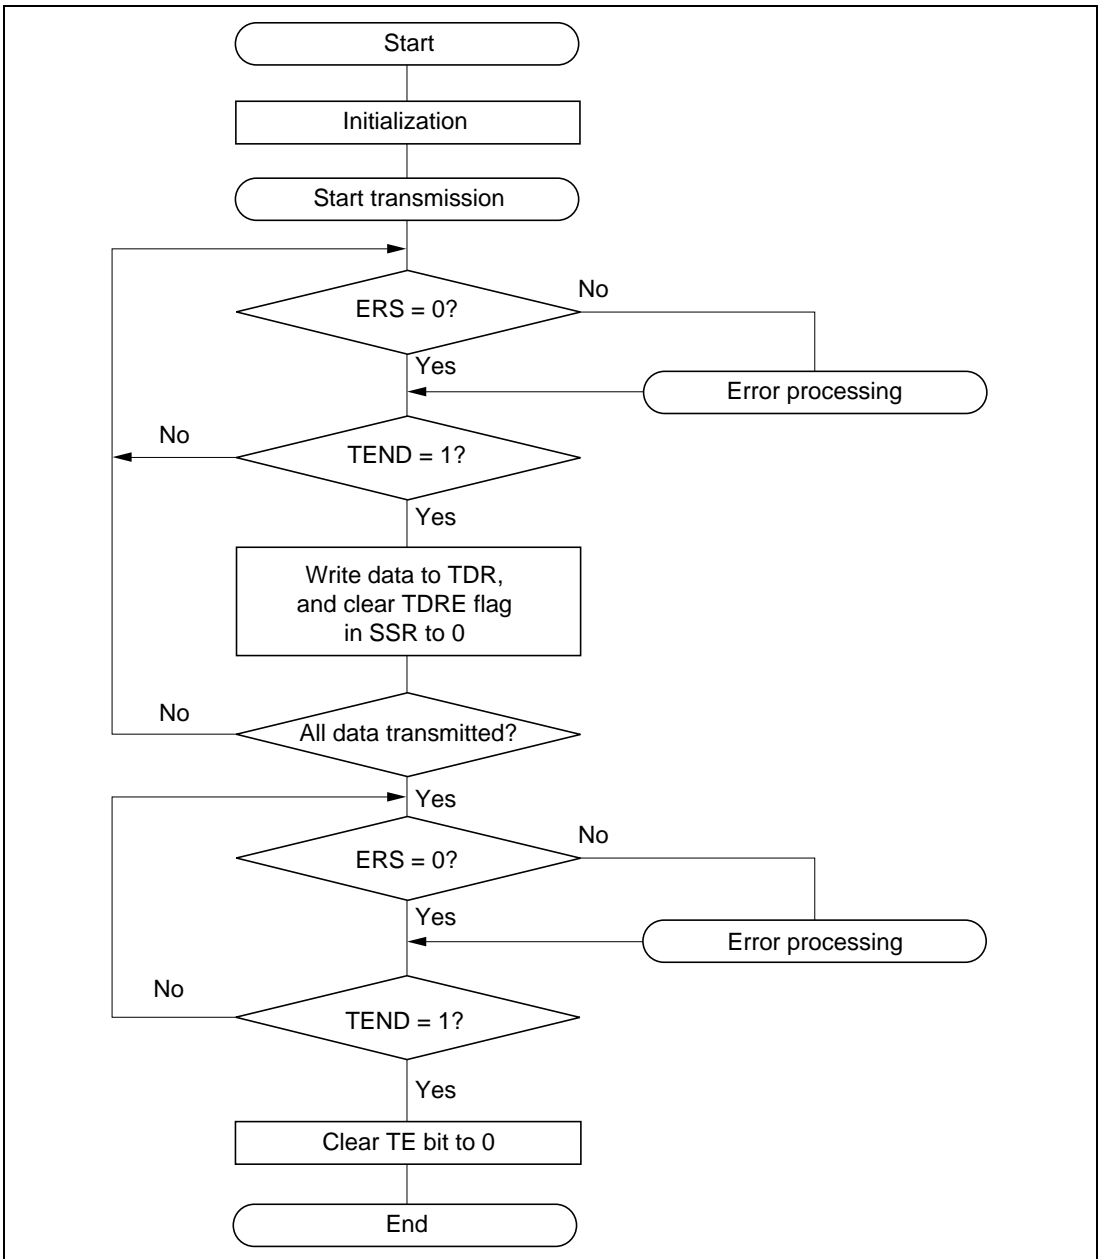 Start
Initialization
Start transmission
ERS = 0?
No
Yes
Error processing
No
TEND = 1?
Yes
Write data to TDR,
and clear TDRE flag
in SSR to 0
No
All data transmitted?
Yes
ERS = 0?
No
Yes
Error processing
No
TEND = 1?
Yes
Clear TE bit to 0
End